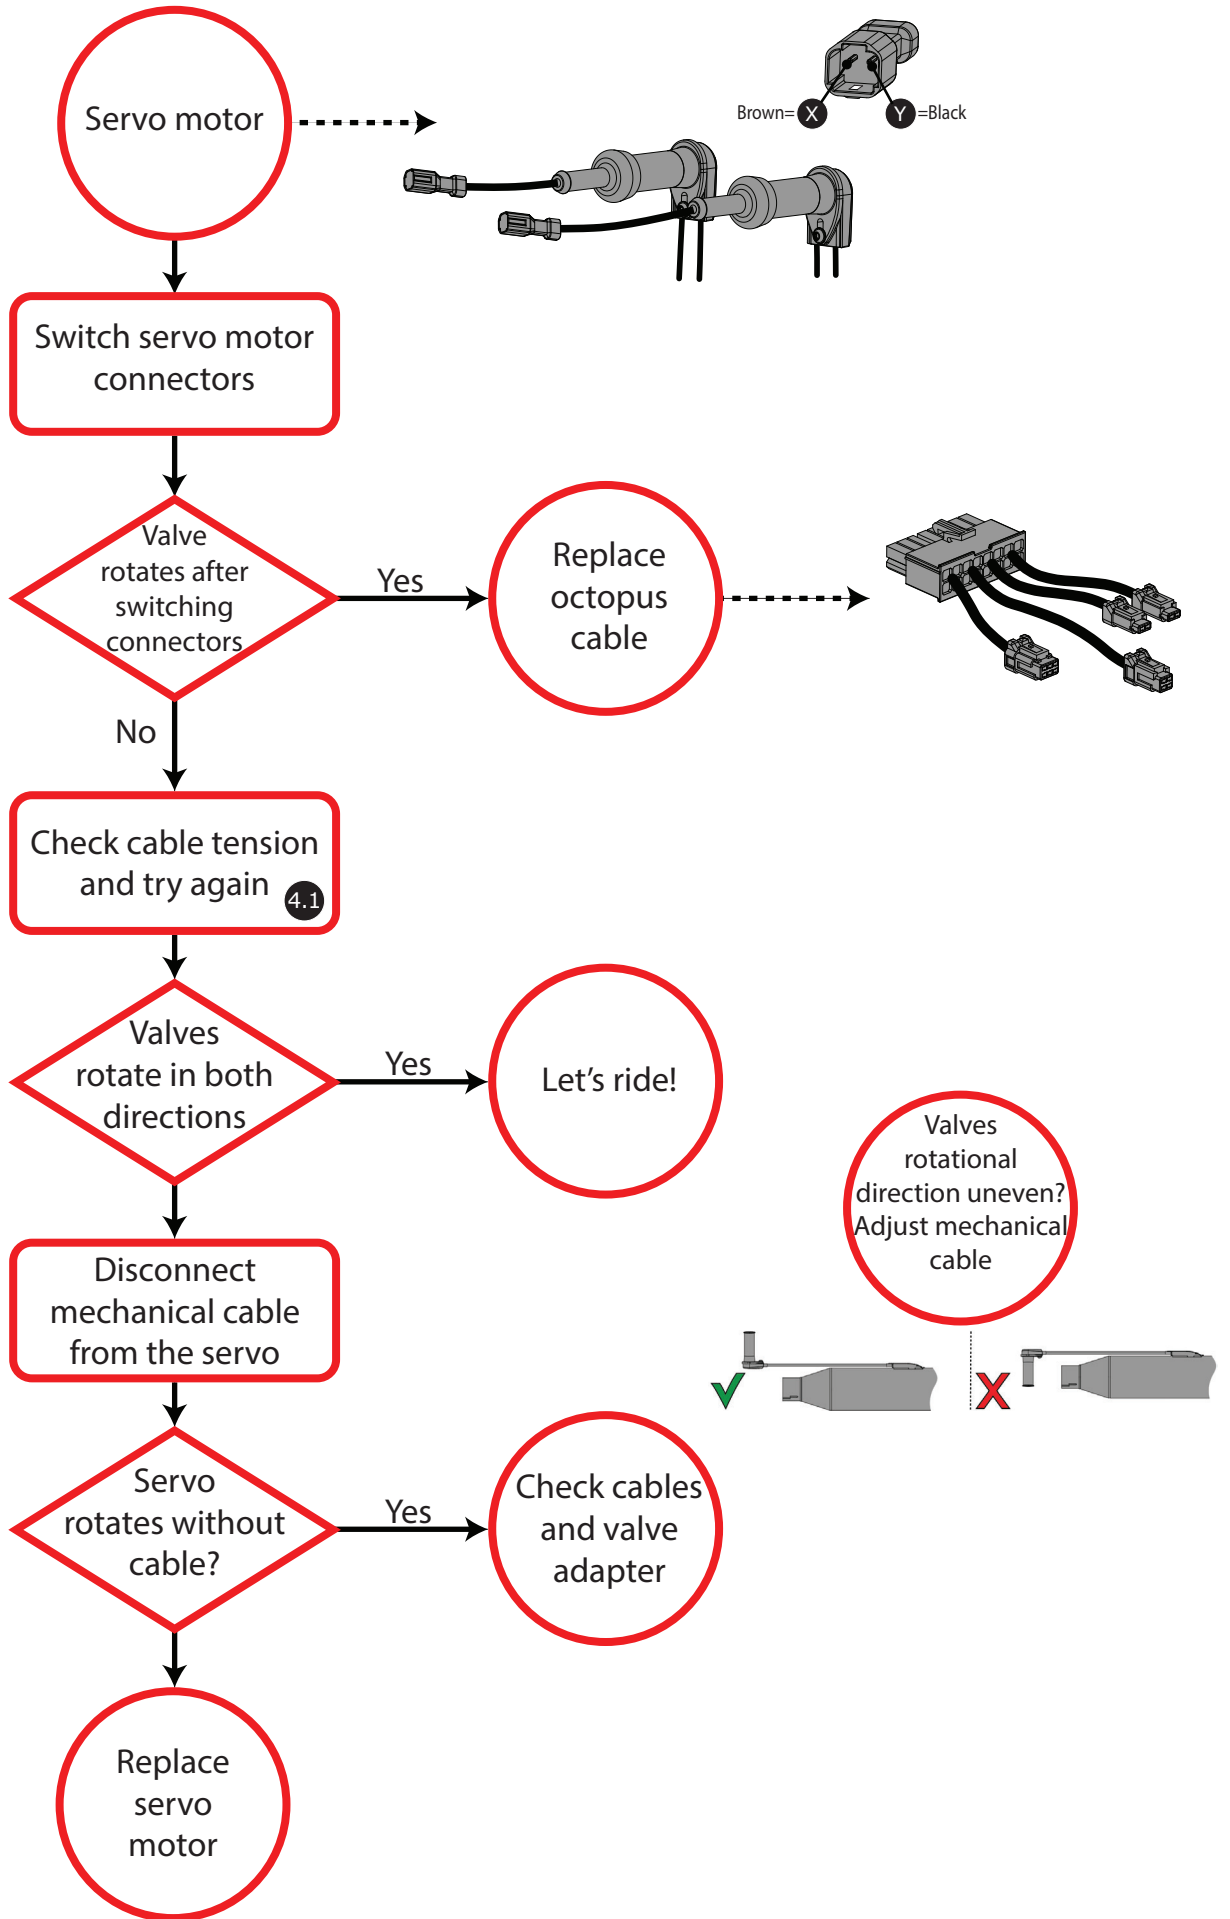 Servo motor
Brown= X
Y =Black
Switch servo motor
connectors
Valve
rotates after
switching
connectors
Yes
Replace
octopus
cable
No
Check cable tension
and try again
4.1
Valves
rotate in both
directions
Yes
Let's ride!
Valves
rotational
direction uneven?
Adjust mechanical
cable
Disconnect
mechanical cable
from the servo
X
Servo
rotates without
cable?
Yes
Check cables
and valve
adapter
Replace
servo
motor